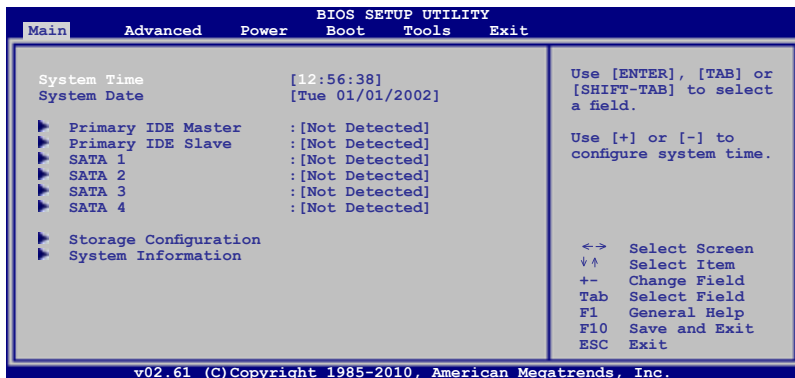 BIOS SETUP UTILITY
Main Advanced Power Boot Tools Exit
System Time [12:56:38]
System Date [Tue 01/01/2002]
Primary IDE Master :[Not Detected]
Primary IDE Slave :[Not Detected]
SATA 1 :[Not Detected]
SATA 2 :[Not Detected]
SATA 3 :[Not Detected]
SATA 4 :[Not Detected]
Storage Configuration
System Information
Use [ENTER], [TAB] or
[SHIFT-TAB] to select
a field.
Use [+] or [-] to
configure system time.
←→ Select Screen
↓↑ Select Item
+- Change Field
Tab Select Field
F1 General Help
F10 Save and Exit
ESC Exit
v02.61 (C)Copyright 1985-2010, American Megatrends, Inc.